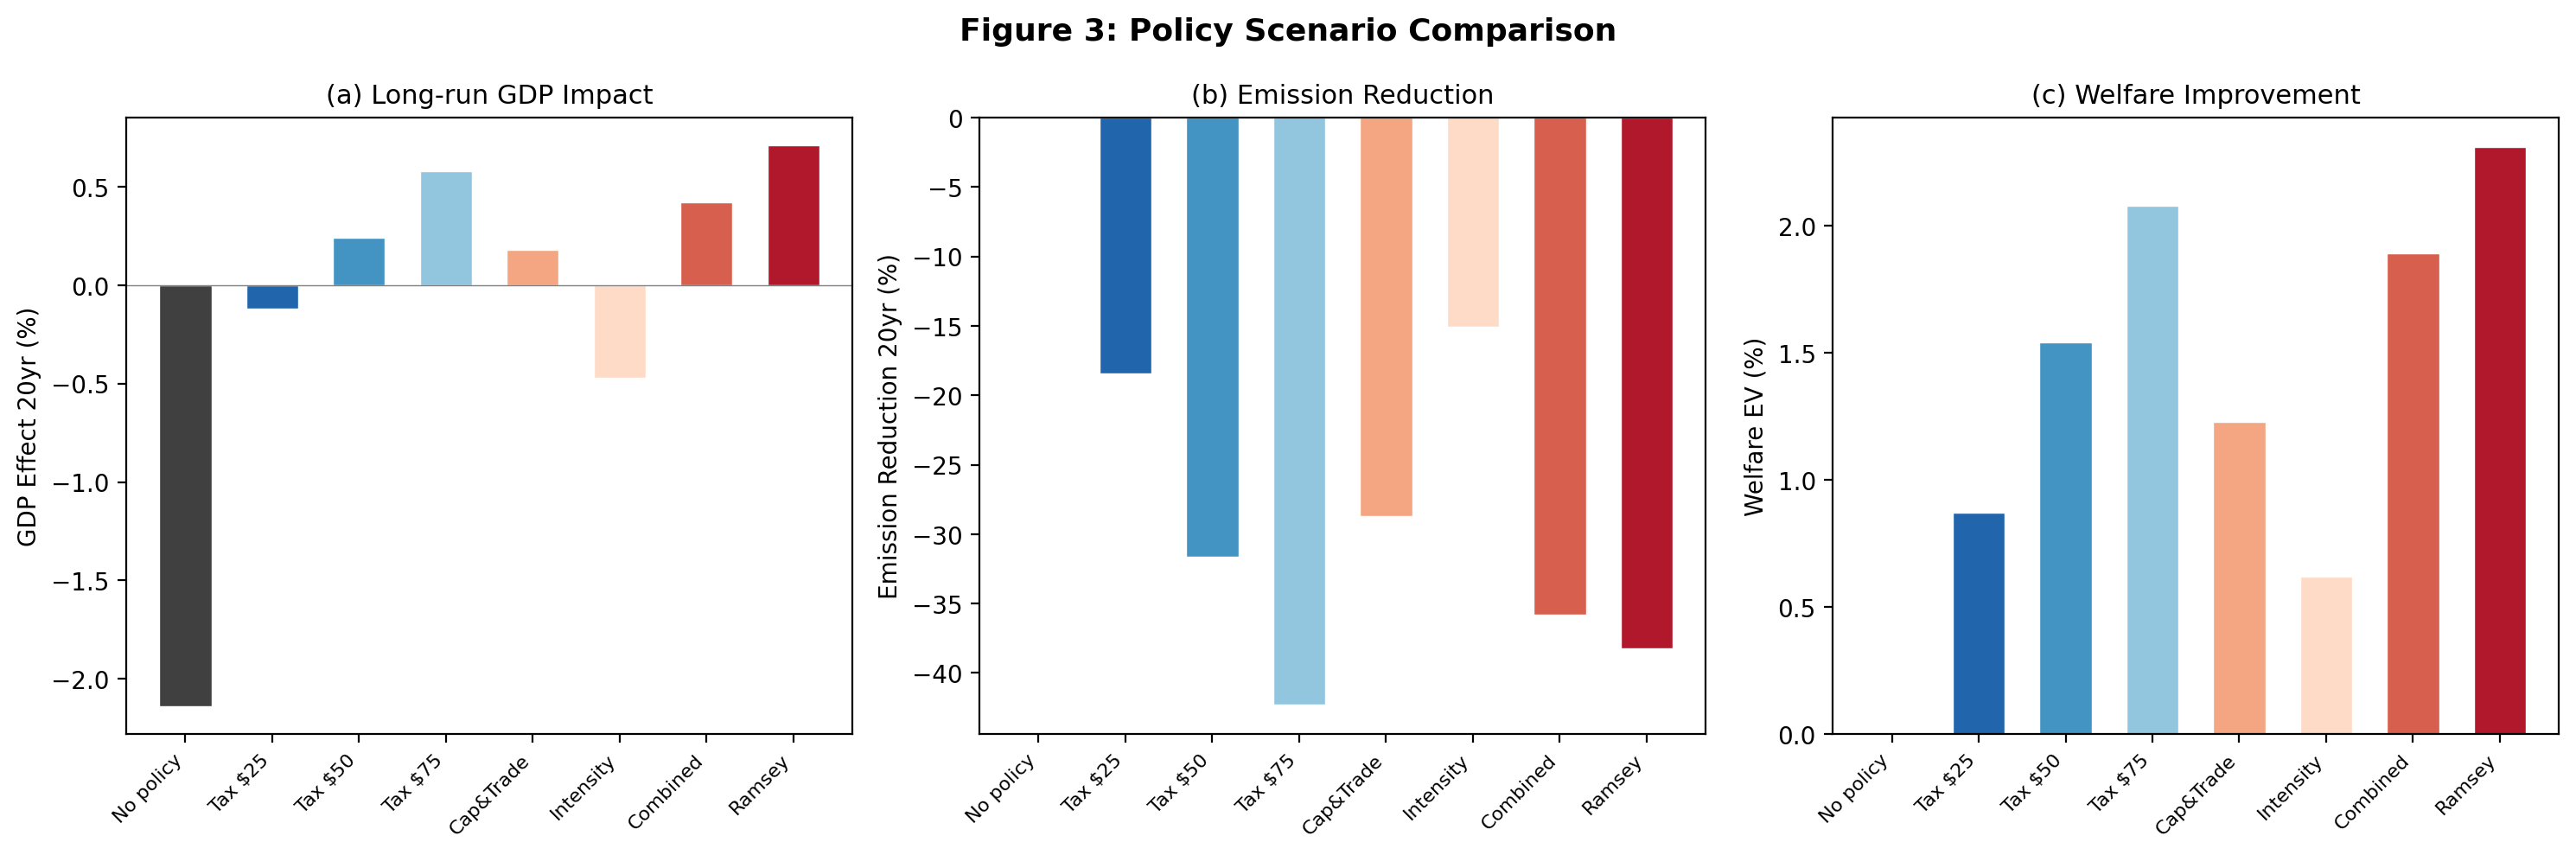 Figure 3: Policy Scenario Comparison
(a) Long-run GDP Impact
GDP Effect 20yr (%)
0.5
0.0
−0.5
−1.0
−1.5
−2.0
No policy
Tax $25
Tax $50
Tax $75
Cap&Trade
Intensity
Combined
Ramsey
(b) Emission Reduction
Emission Reduction 20yr (%)
0
−5
−10
−15
−20
−25
−30
−35
−40
No policy
Tax $25
Tax $50
Tax $75
Cap&Trade
Intensity
Combined
Ramsey
(c) Welfare Improvement
Welfare EV (%)
2.0
1.5
1.0
0.5
0.0
No policy
Tax $25
Tax $50
Tax $75
Cap&Trade
Intensity
Combined
Ramsey